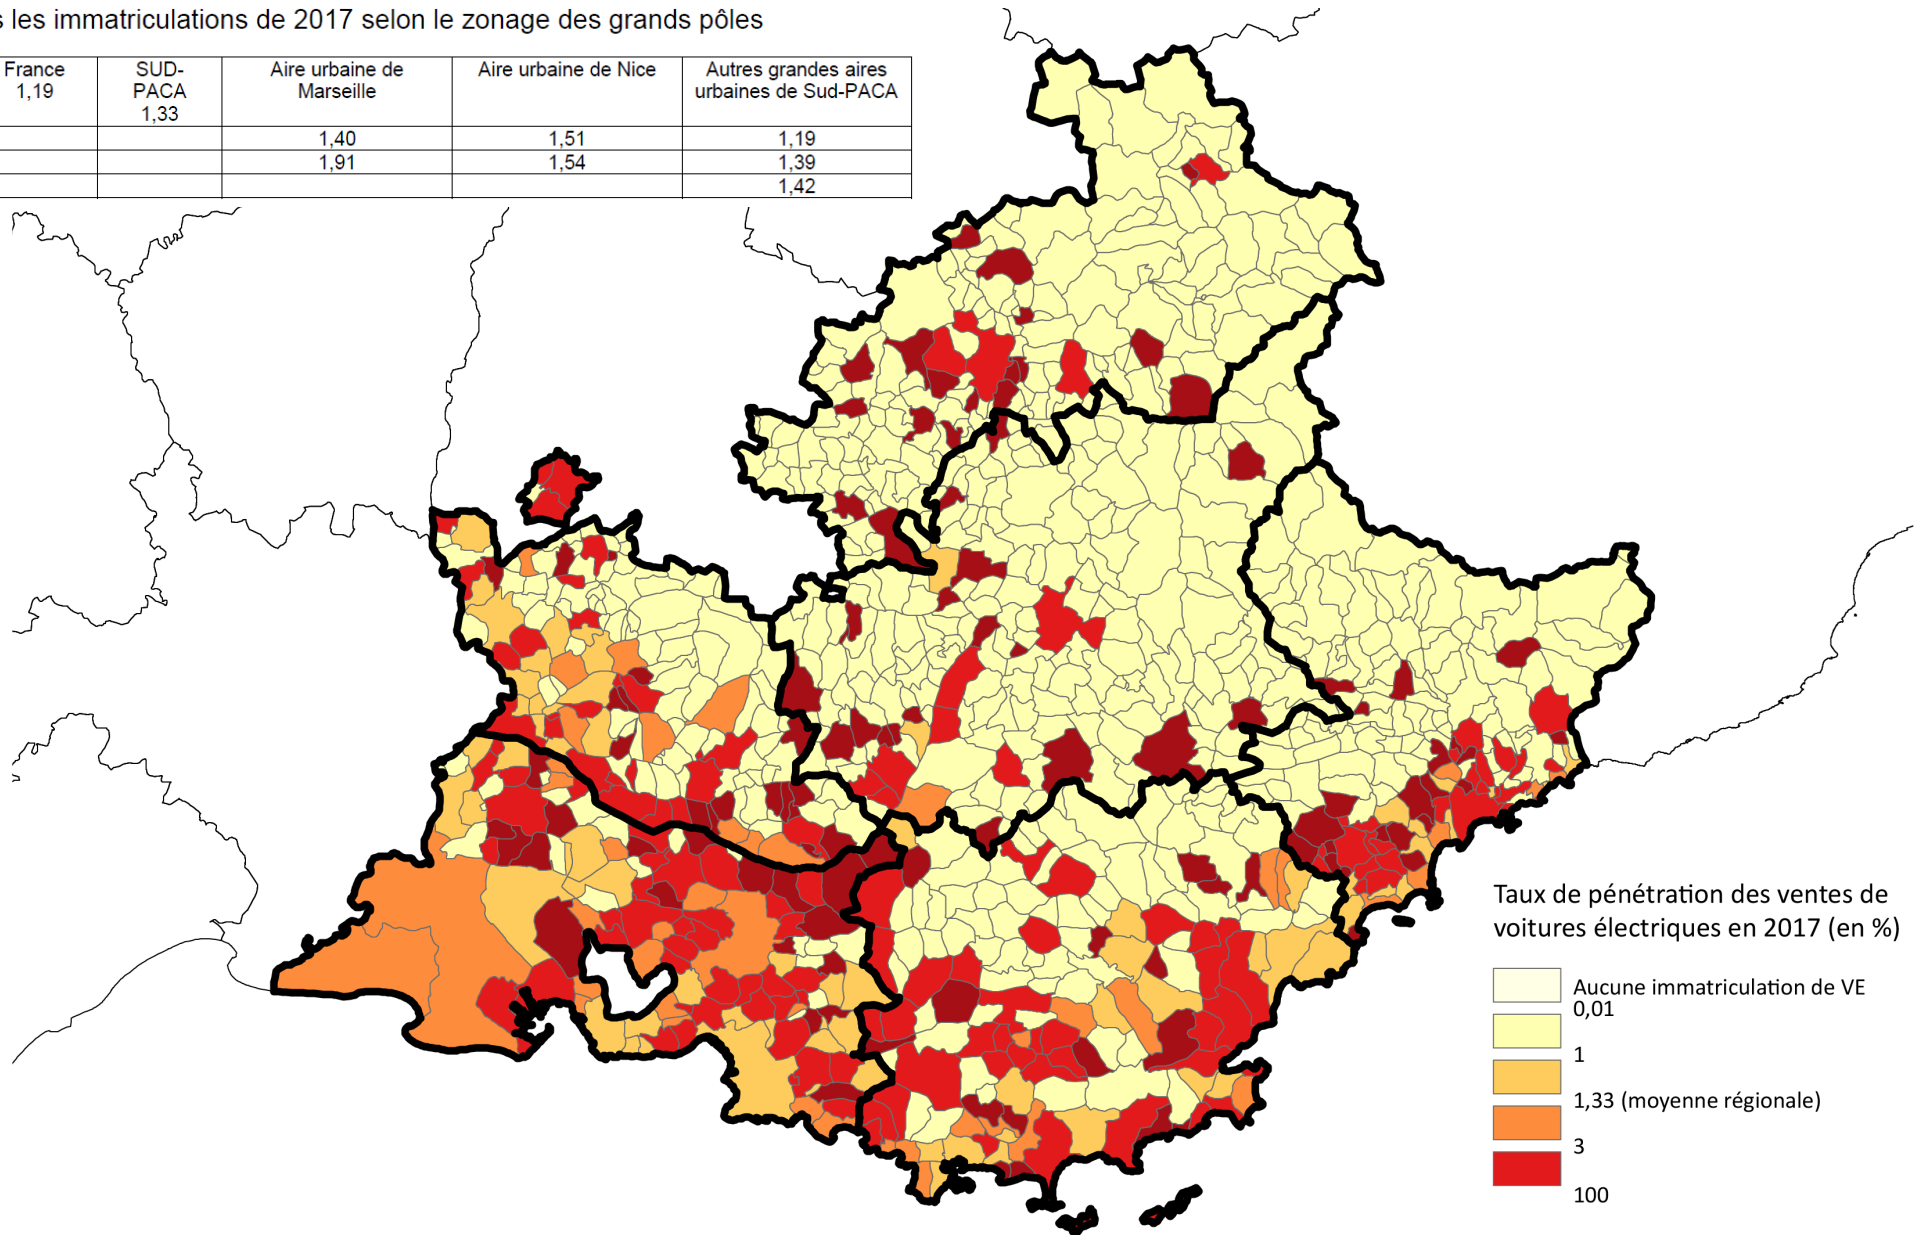 s les immatriculations de 2017 selon le zonage des grands pôles
France SUD- Aire urbaine de Aire urbaine de Nice Autres grandes aires
1,19 PACA Marseille urbaines de Sud-PACA
1,33
1,40 1,51 1,19
1,91 1,54 1,39
1,42
Taux de pénétration des ventes de
voitures électriques en 2017 (en %)
Aucune immatriculation de VE
0,01
1
1,33 (moyenne régionale)
3
100